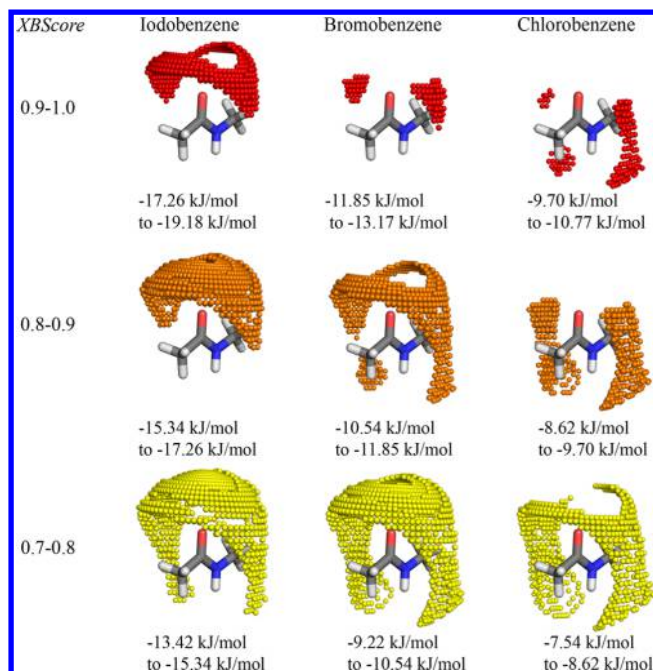 XBScore Iodobenzene Bromobenzene Chlorobenzene
0.9-1.0
-17.26 kJ/mol -11.85 kJ/mol -9.70 kJ/mol
to -19.18 kJ/mol to -13.17 kJ/mol to -10.77 kJ/mol
0.8-0.9
-15.34 kJ/mol -10.54 kJ/mol -8.62 kJ/mol
to -17.26 kJ/mol to -11.85 kJ/mol to -9.70 kJ/mol
0.7-0.8
-13.42 kJ/mol -9.22 kJ/mol -7.54 kJ/mol
to -15.34 kJ/mol to -10.54 kJ/mol to -8.62 kJ/mol